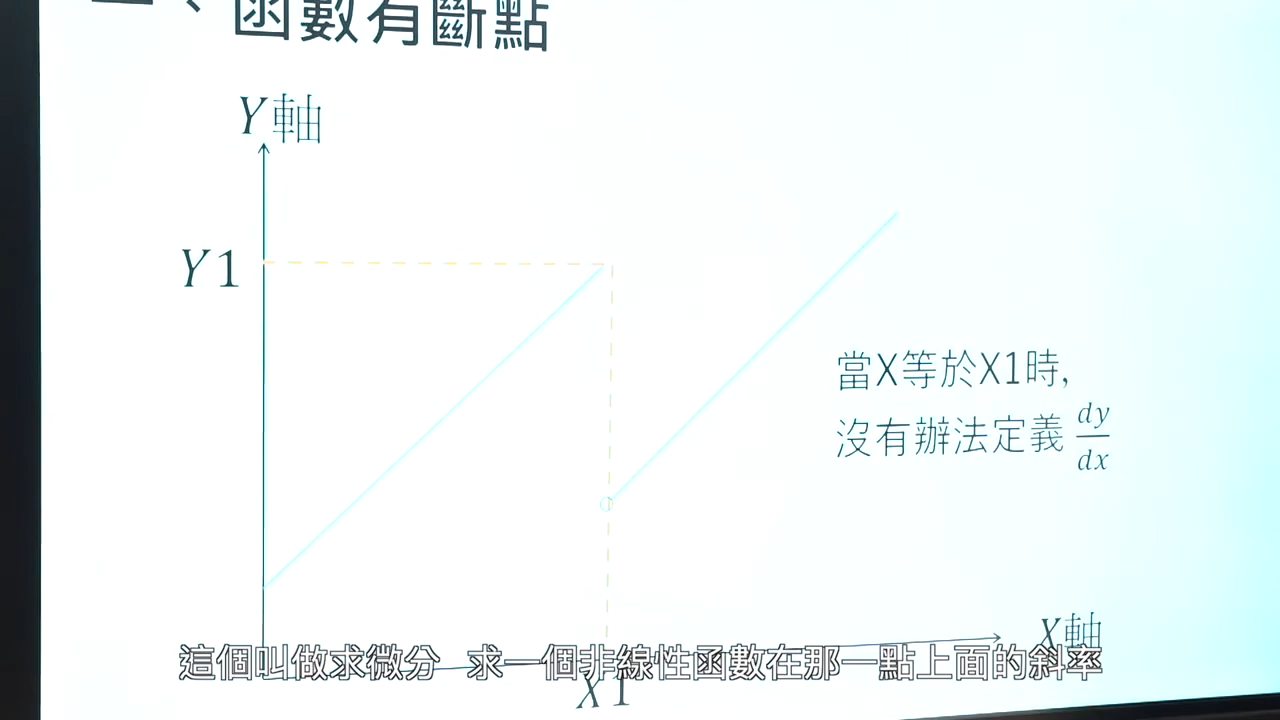 、函數有斷點
Y軸
Y1
當X等於X1時,
沒有辦法定義 dy/dx
X軸
這個叫做求微分 求一個非線性函數在那一點上面的斜率
X1